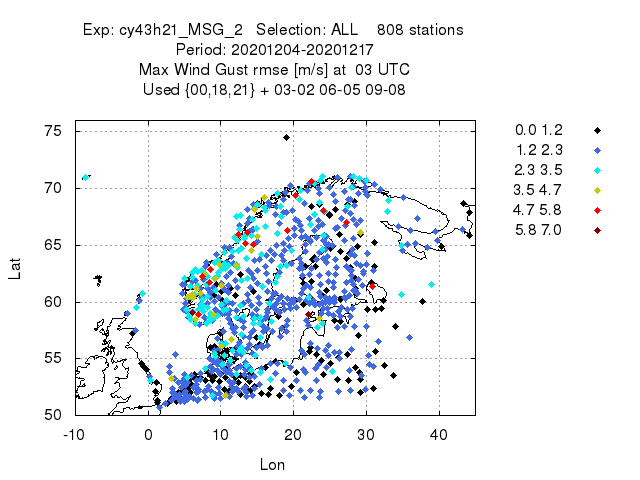 Exp: cy43h21_MSG_2   Selection: ALL    808 stations
Period: 20201204-20201217
Max Wind Gust rmse [m/s] at  03 UTC
Used {00,18,21} + 03-02 06-05 09-08
75
70
65
60
55
50
Lat
-10 0 10 20 30 40
Lon
0.0 1.2
1.2 2.3
2.3 3.5
3.5 4.7
4.7 5.8
5.8 7.0